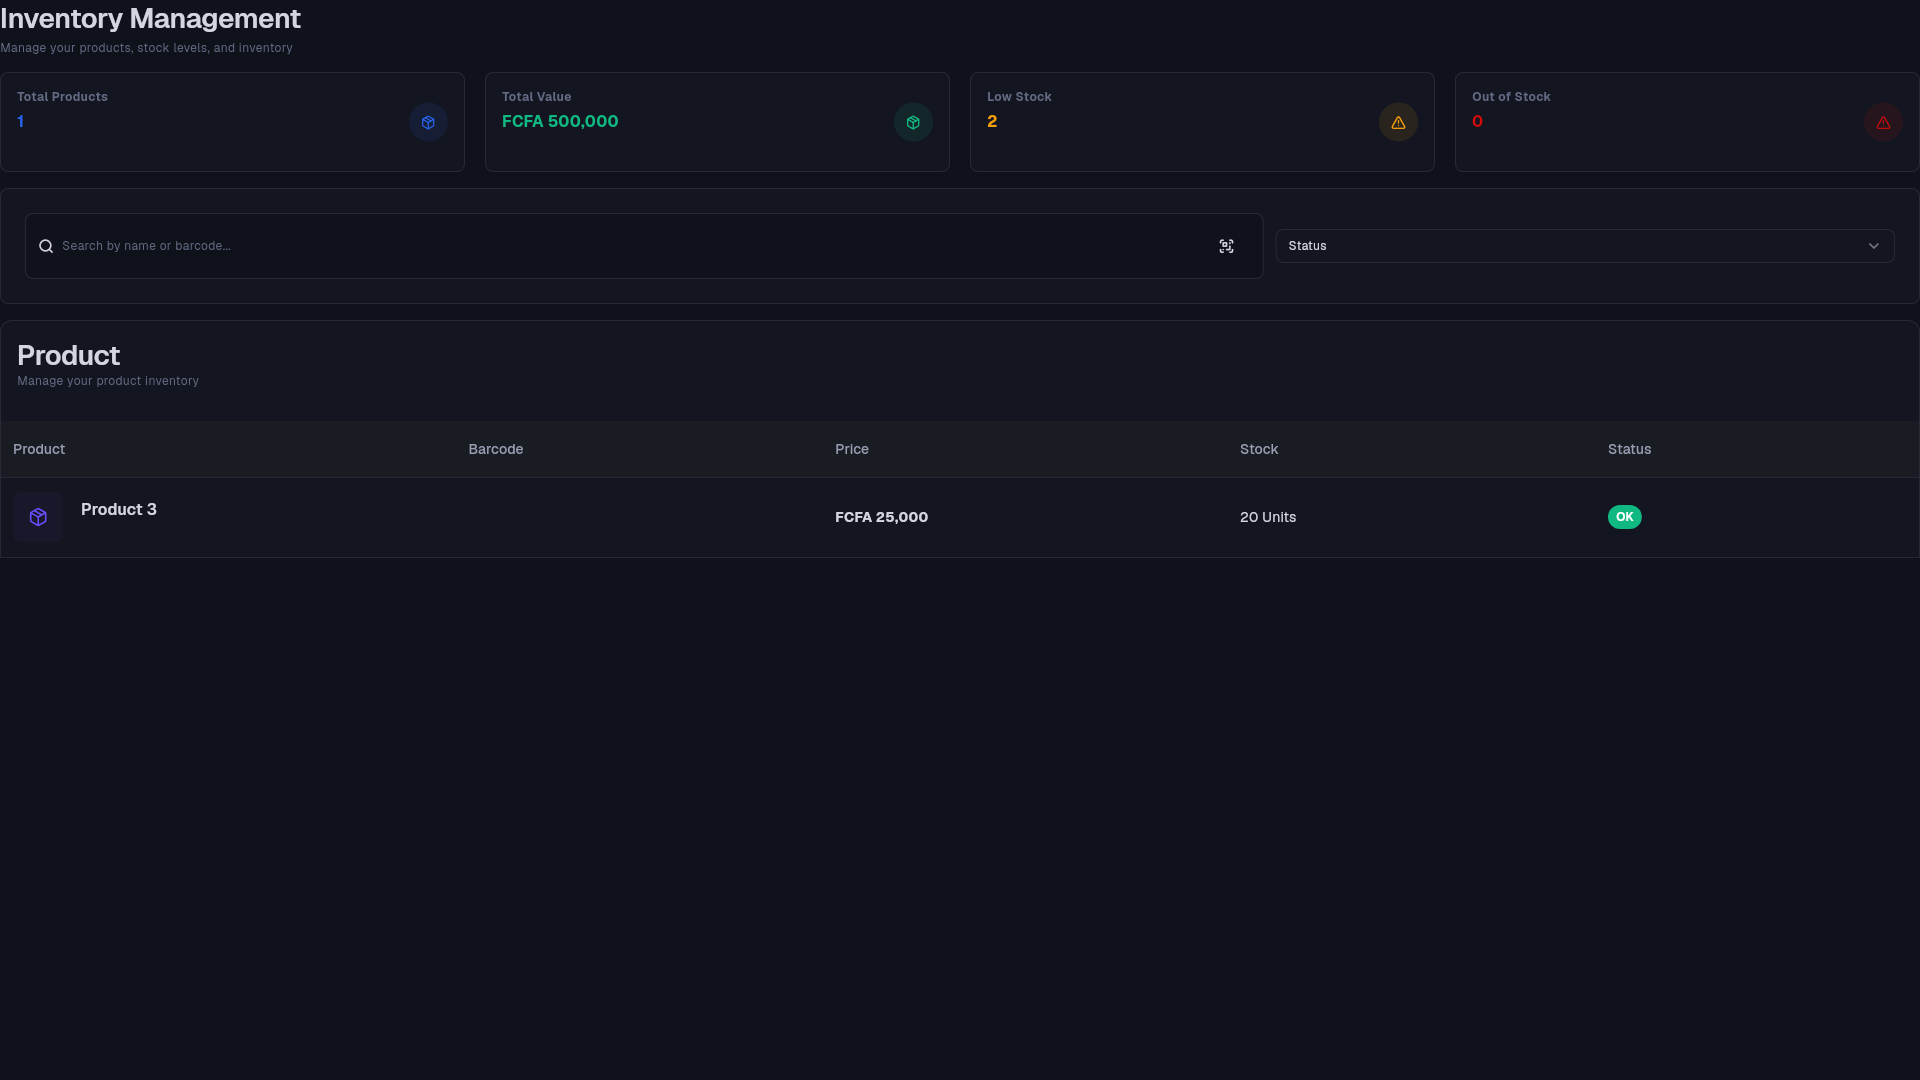 Inventory Management
Manage your products, stock levels, and inventory
Total Products
1
Total Value
FCFA 500,000
Low Stock
2
Out of Stock
0
Search by name or barcode...
Status
Product
Manage your product inventory
Product Barcode Price Stock Status
Product 3 FCFA 25,000 20 Units OK